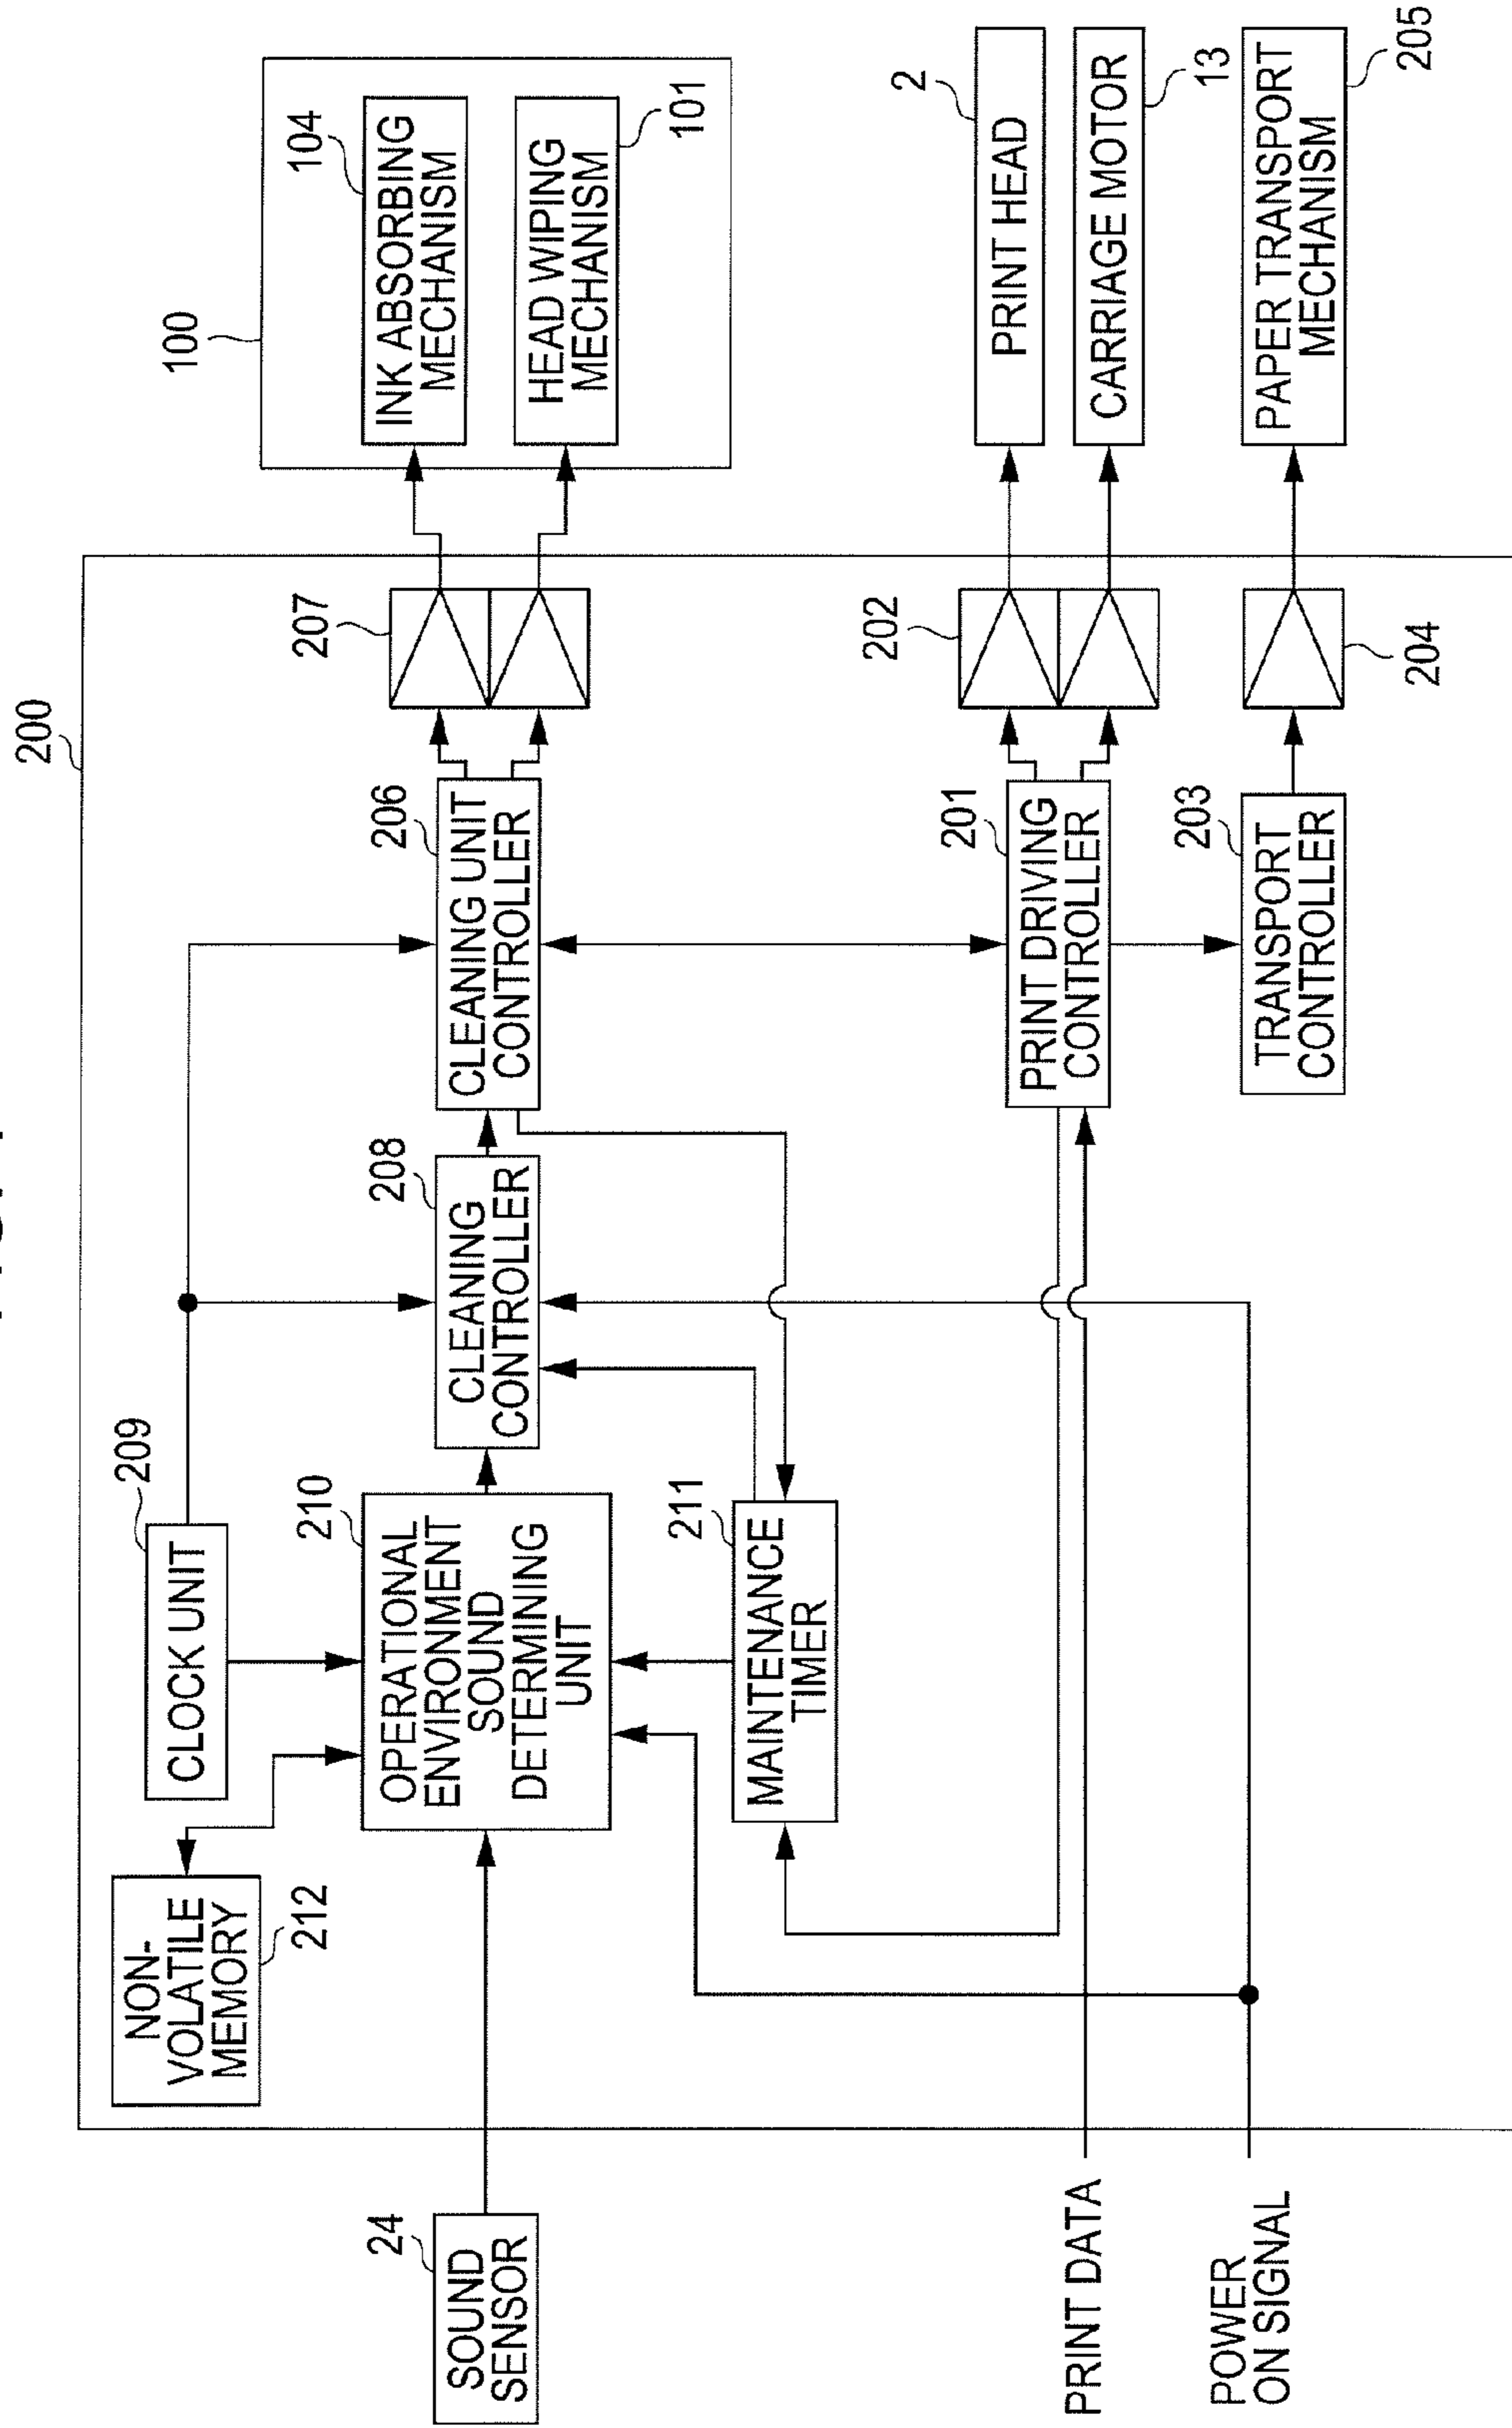 200
NON-
VOLATILE
MEMORY
212
CLOCK UNIT
209
24
SOUND
SENSOR
210
OPERATIONAL
ENVIRONMENT
SOUND
DETERMINING
UNIT
208
CLEANING
CONTROLLER
206
CLEANING UNIT
CONTROLLER
207
100
104
INK ABSORBING
MECHANISM
HEAD WIPING
MECHANISM
101
211
MAINTENANCE
TIMER
PRINT DATA
201
PRINT DRIVING
CONTROLLER
202
2
PRINT HEAD
CARRIAGE MOTOR
13
POWER
ON SIGNAL
203
TRANSPORT
CONTROLLER
204
PAPER TRANSPORT
MECHANISM
205